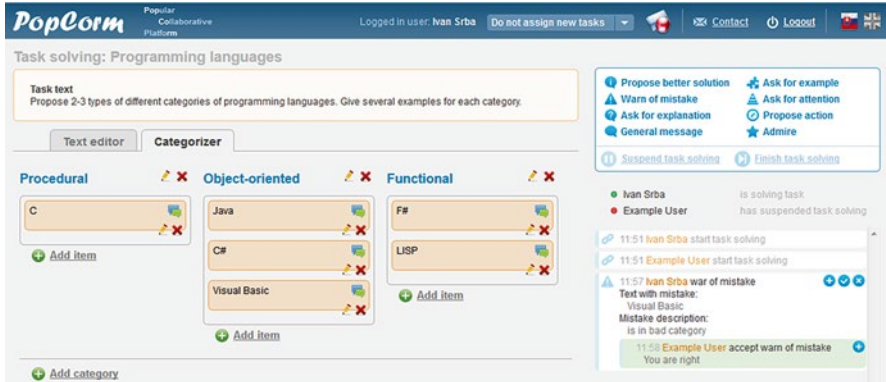 PopCorm
Popular
Collaborative
Platform
Logged in user: Ivan Srba
Do not assign new tasks
Contact
Logout
Task solving: Programming languages
Task text
Propose 2-3 types of different categories of programming languages. Give several examples for each category.
Text editor
Categorizer
Procedural
Object-oriented
Functional
C
Java
F#
C#
LISP
Visual Basic
Add item
Add item
Add item
Add category
Propose better solution
Ask for example
Warn of mistake
Ask for attention
Ask for explanation
Propose action
General message
Admire
Suspend task solving
Finish task solving
Ivan Srba is solving task
Example User has suspended task solving
11:51 Ivan Srba start task solving
11:51 Example User start task solving
11:57 Ivan Srba war of mistake
Text with mistake:
Visual Basic
Mistake description:
is in bad category
11:58 Example User accept warn of mistake
You are right